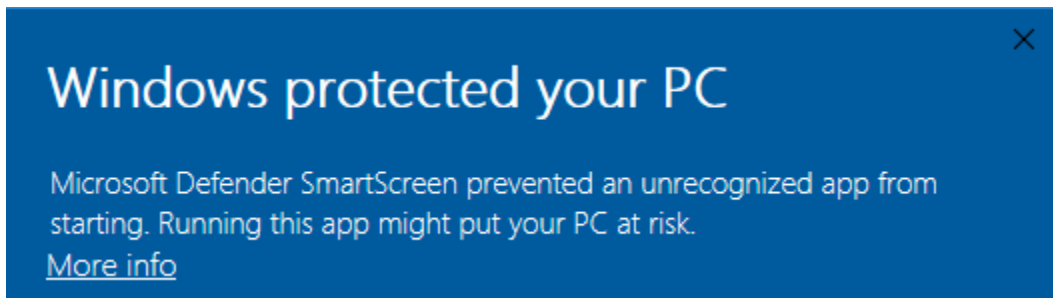 Windows protected your PC
Microsoft Defender SmartScreen prevented an unrecognized app from
starting. Running this app might put your PC at risk.
More info